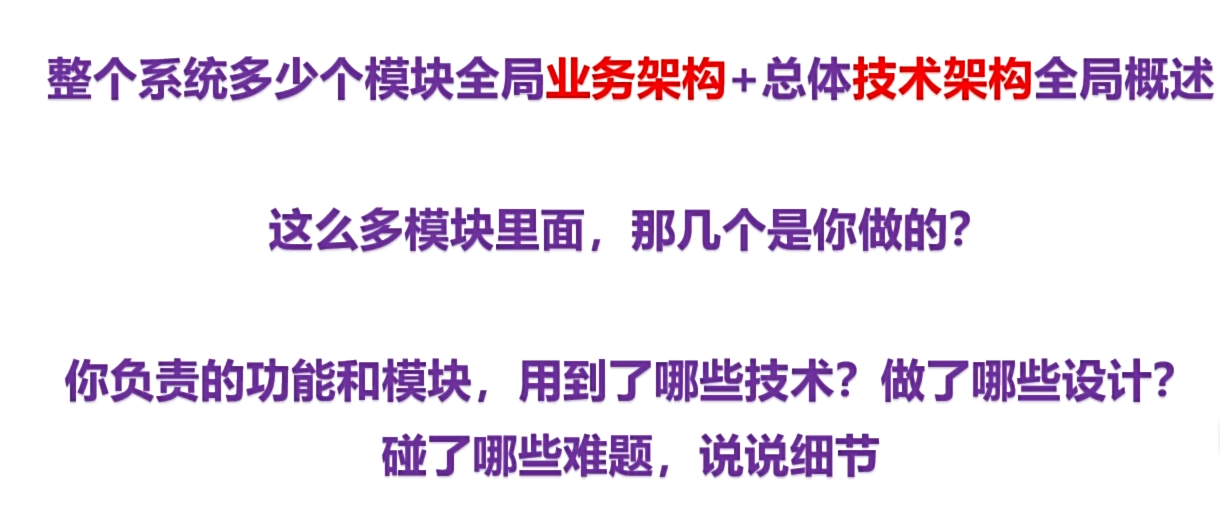 整个系统多少个模块全局业务架构+总体技术架构全局概述
这么多模块里面，那几个是你做的？
你负责的功能和模块，用到了哪些技术？做了哪些设计？
碰了哪些难题，说说细节